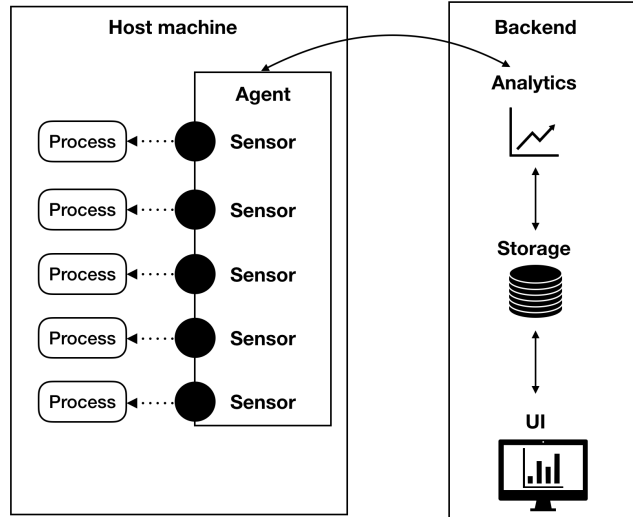 Host machine
Agent
Process
Sensor
Process
Sensor
Process
Sensor
Process
Sensor
Process
Sensor
Backend
Analytics
Storage
UI